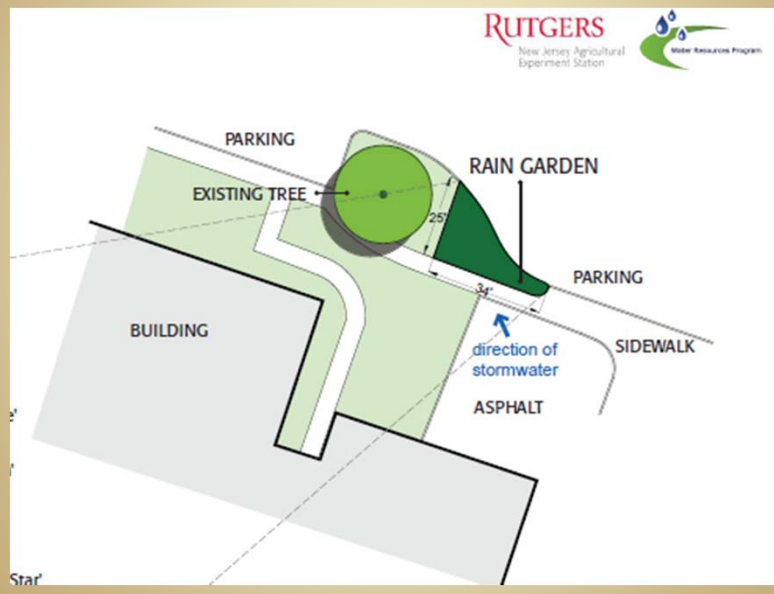 RUTGERS
New Jersey Agricultural
Experiment Station
Water Resources Program
PARKING
RAIN GARDEN
EXISTING TREE
25'
34'
PARKING
BUILDING
SIDEWALK
direction of
stormwater
ASPHALT
Star'